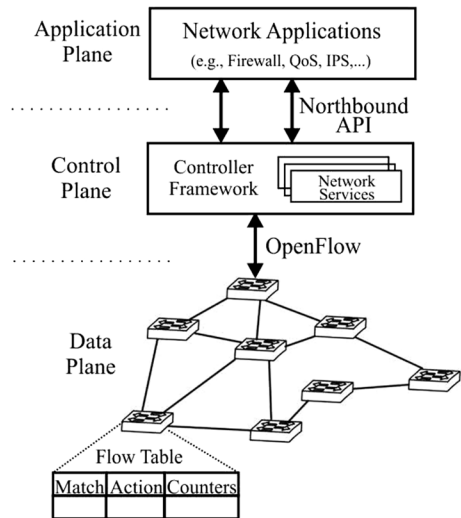 Application
Plane
Network Applications
(e.g., Firewall, QoS, IPS,...)
Northbound
API
Control
Plane
Controller
Framework
Network
Services
OpenFlow
Data
Plane
Flow Table
Match Action Counters